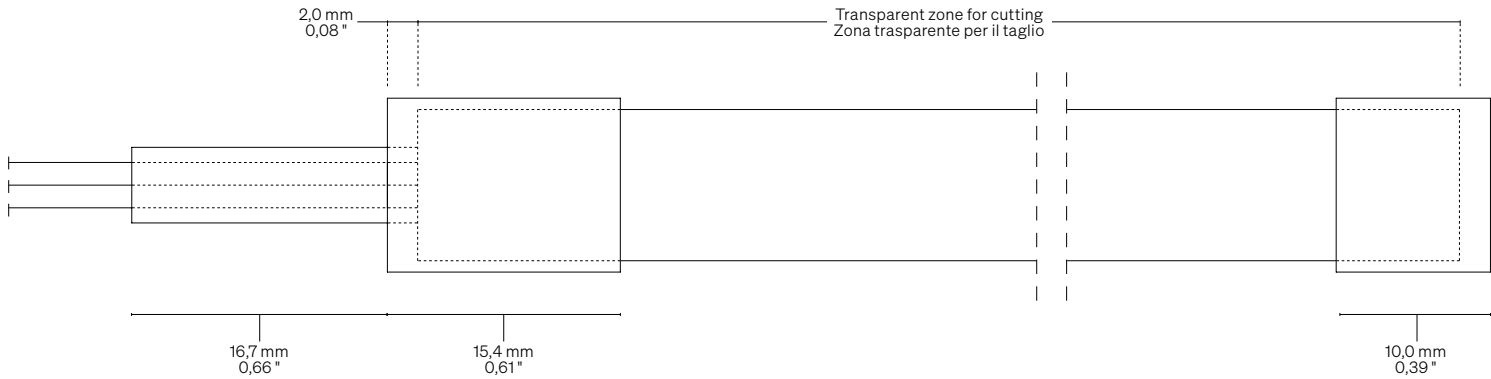 2,0 mm
0,08 "
Transparent zone for cutting
Zona trasparente per il taglio
16,7 mm
0,66 "
15,4 mm
0,61 "
10,0 mm
0,39 "